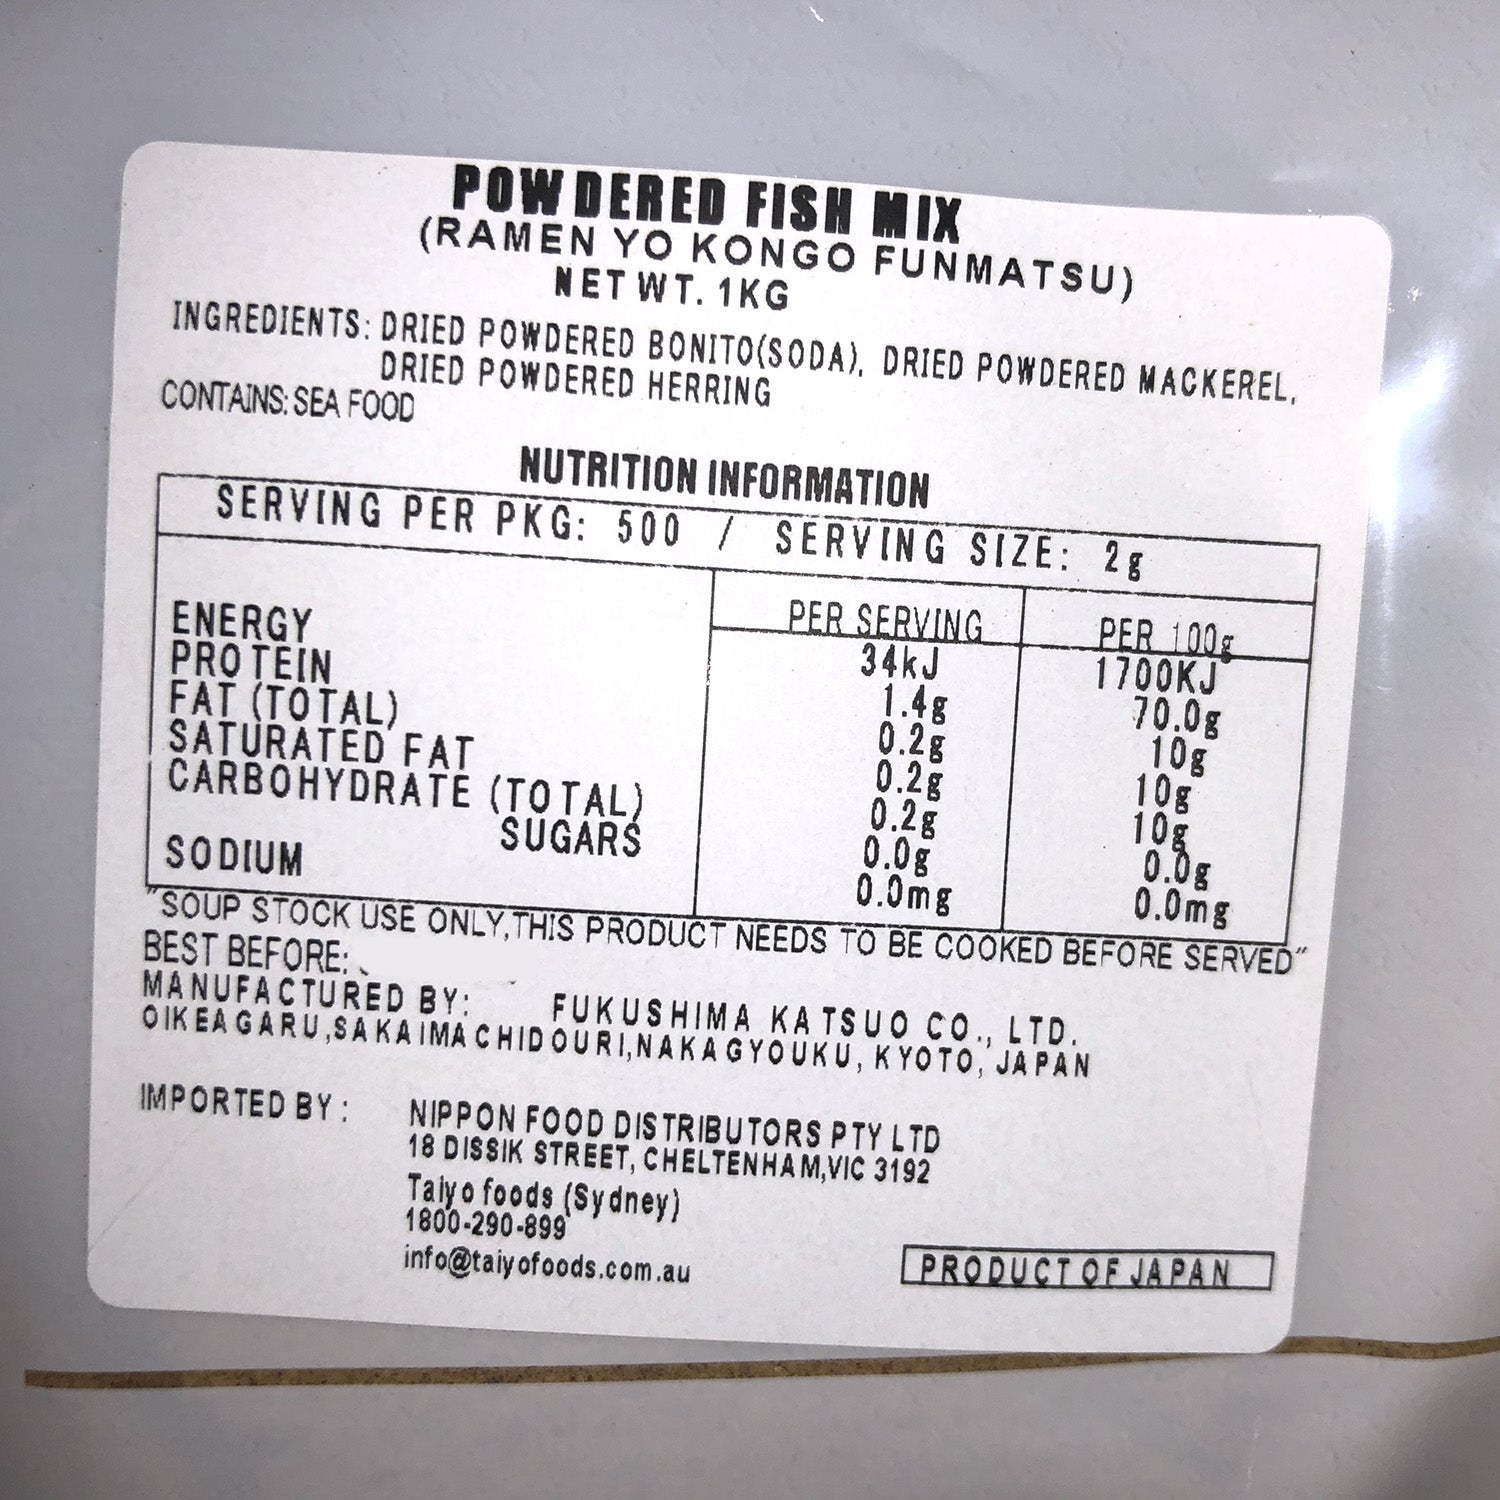 POWDERED FISH MIX
(RAMEN YO KONGO FUNMATSU)
NET WT. 1KG
INGREDIENTS: DRIED POWDERED BONITO(SODA), DRIED POWDERED MACKEREL,
DRIED POWDERED HERRING
CONTAINS: SEA FOOD
NUTRITION INFORMATION
SERVING PER PKG: 500 / SERVING SIZE: 2g
PER SERVING PER 100g
ENERGY 34kJ 1700KJ
PROTEIN 1.4g 70.0g
FAT (TOTAL) 0.2g 10g
SATURATED FAT 0.2g 10g
CARBOHYDRATE (TOTAL) 0.2g 10g
SUGARS 0.0g 0.0g
SODIUM 0.0mg 0.0mg
"SOUP STOCK USE ONLY,THIS PRODUCT NEEDS TO BE COOKED BEFORE SERVED"
BEST BEFORE:
MANUFACTURED BY: FUKUSHIMA KATSUO CO., LTD.
OIKEAGARU,SAKAIMACHIDOURI,NAKAGYOUKU, KYOTO, JAPAN
IMPORTED BY: NIPPON FOOD DISTRIBUTORS PTY LTD
18 DISSIK STREET, CHELTENHAM,VIC 3192
Taiyo foods (Sydney)
1800-290-899
info@taiyofoods.com.au
PRODUCT OF JAPAN